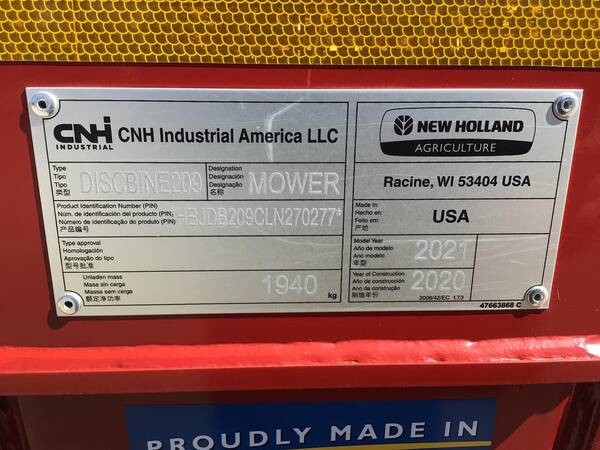 CNH
INDUSTRIAL
CNH Industrial America LLC
Type
Tipo
Tipo
类型
DISCBINE209
Designation
Designación
Designação
名称
MOWER
Product Identification Number (PIN)
Núm. de identificación del producto (PIN)
Número de identificação do produto (PIN)
产品编号
HBJDB209CLN270277*
Type approval
Homologación
Aprovação do tipo
型号批准
Unladen mass
Masa sin carga
Massa sem carga
额定净功率
1940
kg
NEW HOLLAND
AGRICULTURE
Racine, WI 53404 USA
Made in:
Hecho en:
Feito em:
产地
USA
Model Year
Año de modelo
Ano modelo
年型
2021
Year of Construction
Año de construcción
Ano de construção
制造年份
2020
2006/42/EC 1.7.3
47663868 C
PROUDLY MADE IN